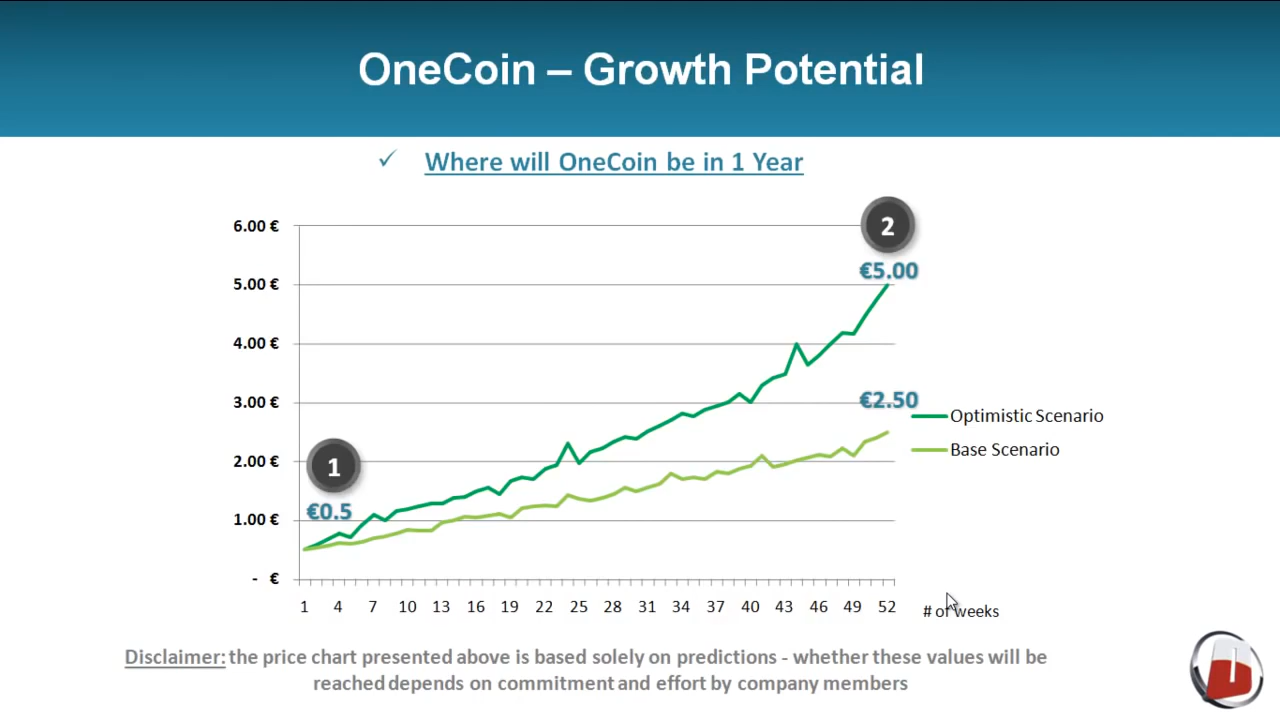 OneCoin – Growth Potential
✓ Where will OneCoin be in 1 Year
6.00 €
5.00 €
4.00 €
3.00 €
2.00 €
1.00 €
- €
1
€0.5
2
€5.00
€2.50
Optimistic Scenario
Base Scenario
1 4 7 10 13 16 19 22 25 28 31 34 37 40 43 46 49 52
# of weeks
Disclaimer: the price chart presented above is based solely on predictions - whether these values will be
reached depends on commitment and effort by company members